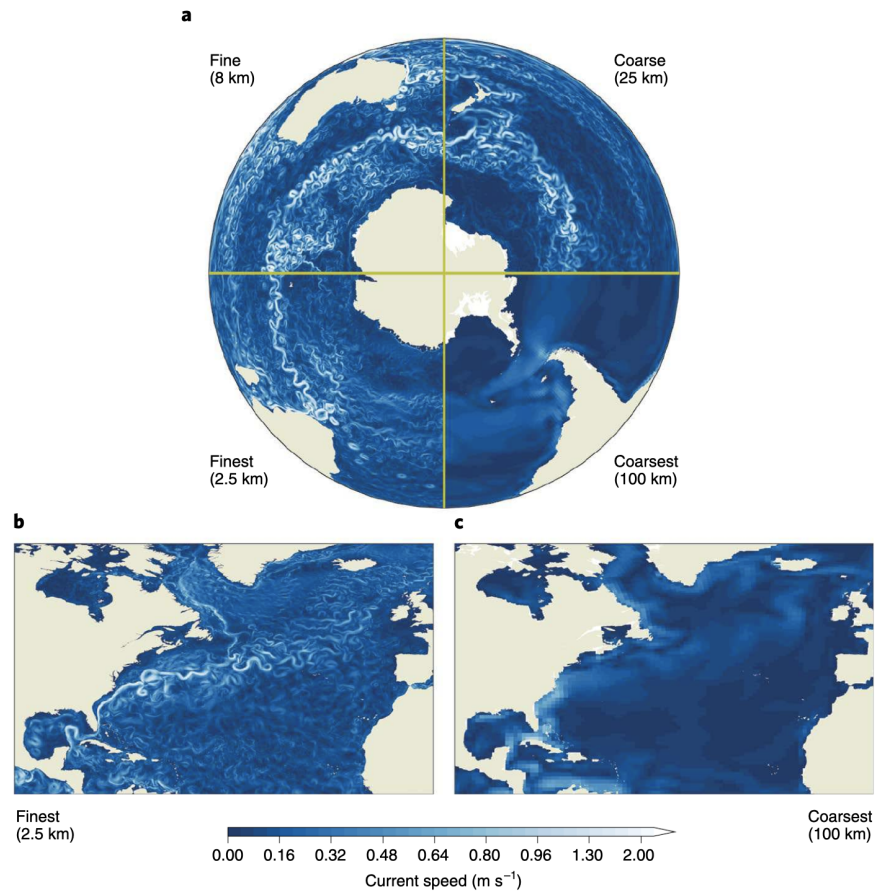 a
Fine
(8 km)
Coarse
(25 km)
Finest
(2.5 km)
Coarsest
(100 km)
b
c
Finest
(2.5 km)
Coarsest
(100 km)
0.00 0.16 0.32 0.48 0.64 0.80 0.96 1.30 2.00
Current speed (m s⁻¹)